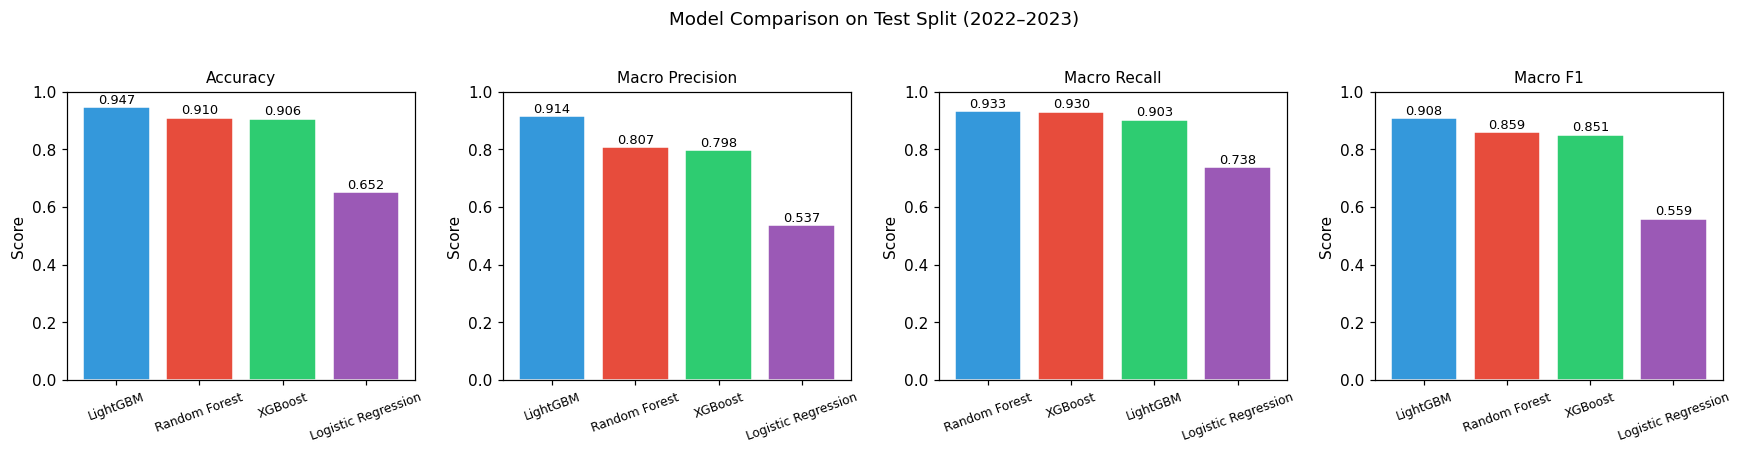 Model Comparison on Test Split (2022–2023)
Accuracy
Score
1.0
0.8
0.6
0.4
0.2
0.0
0.947
0.910
0.906
0.652
LightGBM
Random Forest
XGBoost
Logistic Regression
Macro Precision
Score
1.0
0.8
0.6
0.4
0.2
0.0
0.914
0.807
0.798
0.537
LightGBM
Random Forest
XGBoost
Logistic Regression
Macro Recall
Score
1.0
0.8
0.6
0.4
0.2
0.0
0.933
0.930
0.903
0.738
Random Forest
XGBoost
LightGBM
Logistic Regression
Macro F1
Score
1.0
0.8
0.6
0.4
0.2
0.0
0.908
0.859
0.851
0.559
LightGBM
Random Forest
XGBoost
Logistic Regression